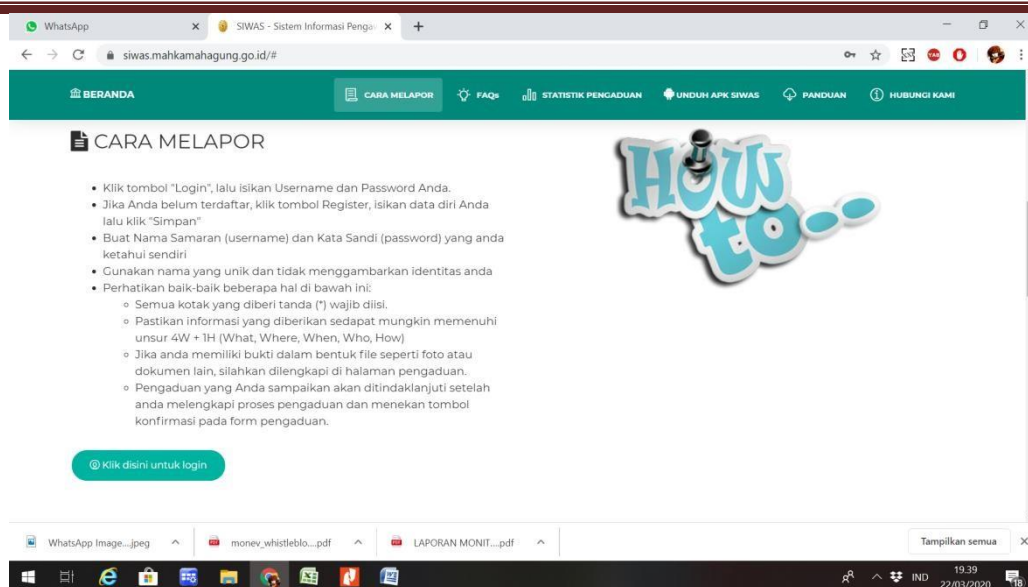 WhatsApp
SIWAS - Sistem Informasi Penga
siwas.mahkamahagung.go.id/#
BERANDA
CARA MELAPOR
FAQs
STATISTIK PENGADUAN
UNDUH APK SIWAS
PANDUAN
HUBUNGI KAMI
CARA MELAPOR
HOW
to
• Klik tombol "Login", lalu isikan Username dan Password Anda.
• Jika Anda belum terdaftar, klik tombol Register, isikan data diri Anda
lalu klik "Simpan"
• Buat Nama Samaran (username) dan Kata Sandi (password) yang anda
ketahui sendiri
• Gunakan nama yang unik dan tidak menggambarkan identitas anda
• Perhatikan baik-baik beberapa hal di bawah ini:
◦ Semua kotak yang diberi tanda (*) wajib diisi.
◦ Pastikan informasi yang diberikan sedapat mungkin memenuhi
unsur 4W + 1H (What, Where, When, Who, How)
◦ Jika anda memiliki bukti dalam bentuk file seperti foto atau
dokumen lain, silahkan dilengkapi di halaman pengaduan.
◦ Pengaduan yang Anda sampaikan akan ditindaklanjuti setelah
anda melengkapi proses pengaduan dan menekan tombol
konfirmasi pada form pengaduan.
Klik disini untuk login
WhatsApp Image....jpeg
monev_whistleblo....pdf
LAPORAN MONIT....pdf
Tampilkan semua
IND
19.39
22/03/2020
18